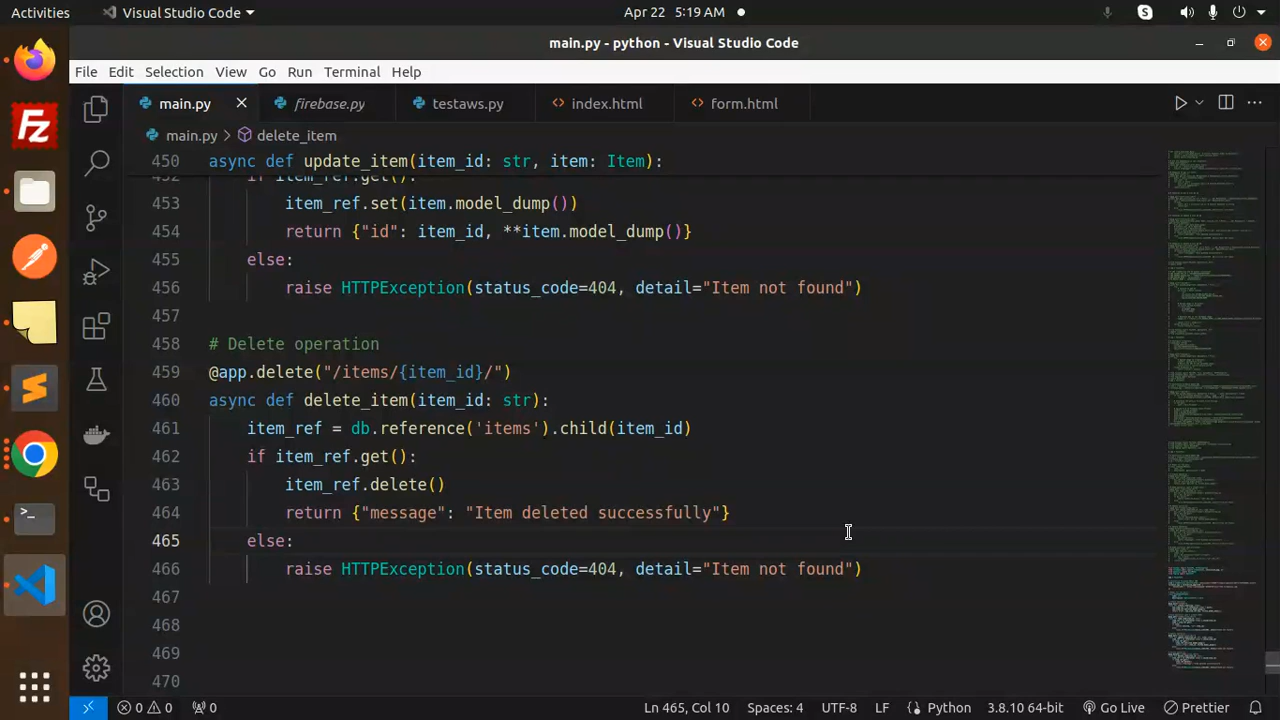 Activities Visual Studio Code Apr 22 5:19 AM
main.py - python - Visual Studio Code
File Edit Selection View Go Run Terminal Help
main.py firebase.py testaws.py index.html form.html
main.py > delete_item
450 async def update_item(item_id: str, item: Item):
452 if item_ref.get():
453 item_ref.set(item.model_dump())
454 return {"id": item_id, **item.model_dump()}
455 else:
456 raise HTTPException(status_code=404, detail="Item not found")
457
458 # Delete operation
459 @app.delete("/items/{item_id}/")
460 async def delete_item(item_id: str):
461 item_ref = db.reference('items').child(item_id)
462 if item_ref.get():
463 item_ref.delete()
464 return {"message": "Item deleted successfully"}
465 else:
466 raise HTTPException(status_code=404, detail="Item not found")
467
468
469
470
0 0 0 Ln 465, Col 10 Spaces: 4 UTF-8 LF Python 3.8.10 64-bit Go Live Prettier